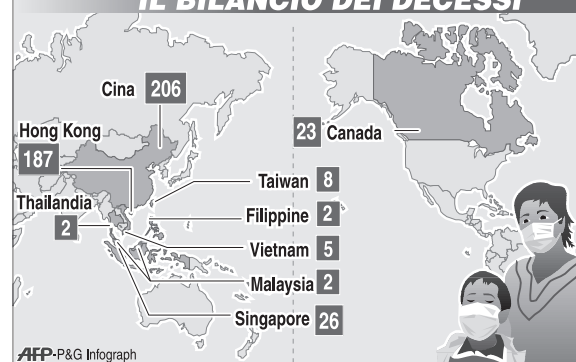 IL BILANCIO DEI DECESSI
Cina 206
Hong Kong
187
23 Canada
Thailandia
2
Taiwan 8
Filippine 2
Vietnam 5
Malaysia 2
Singapore 26
AFP-P&G Infograph